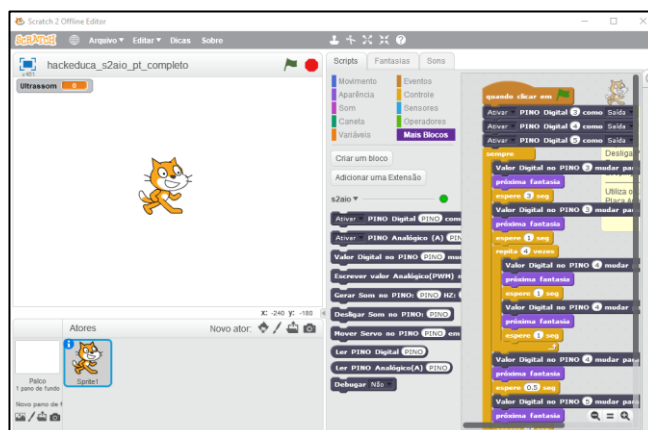 Scratch 2 Offline Editor
SCRATCH Arquivo▼ Editar▼ Dicas Sobre
hackeduca_s2aio_pt_completo
v461
Ultrassom 0
x: -240 y: -180
Atores Novo ator:
Palco
1 pano de fundo
Novo pano de f
Sprite1
Scripts Fantasias Sons
Movimento Eventos
Aparência Controle
Som Sensores
Caneta Operadores
Variáveis Mais Blocos
Criar um bloco
Adicionar uma Extensão
s2aio▼
Ativar PINO Digital PINO com
Ativar PINO Analógico (A) PIN
Valor Digital no PINO PINO mu
Escrever valor Analógico(PWM)
Gerar Som no PINO: PINO HZ:
Desligar Som no PINO: PINO
Mover Servo no PINO PINO em
Ler PINO Digital PINO
Ler PINO Analógico(A) PINO
Debugar Não
quando clicar em
Ativar PINO Digital 3 como Saída
Ativar PINO Digital 4 como Saída
Ativar PINO Digital 5 como Saída
sempre
Desliga
Utiliza o
Placa A
Valor Digital no PINO 3 mudar par
próxima fantasia
espere 3 seg
Valor Digital no PINO 3 mudar par
próxima fantasia
espere 1 seg
repita 4 vezes
Valor Digital no PINO 4 mudar p
próxima fantasia
espere 1 seg
Valor Digital no PINO 4 mudar p
próxima fantasia
espere 1 seg
Valor Digital no PINO 4 mudar par
próxima fantasia
espere 0.5 seg
Valor Digital no PINO 5 mudar par
próxima fantasia